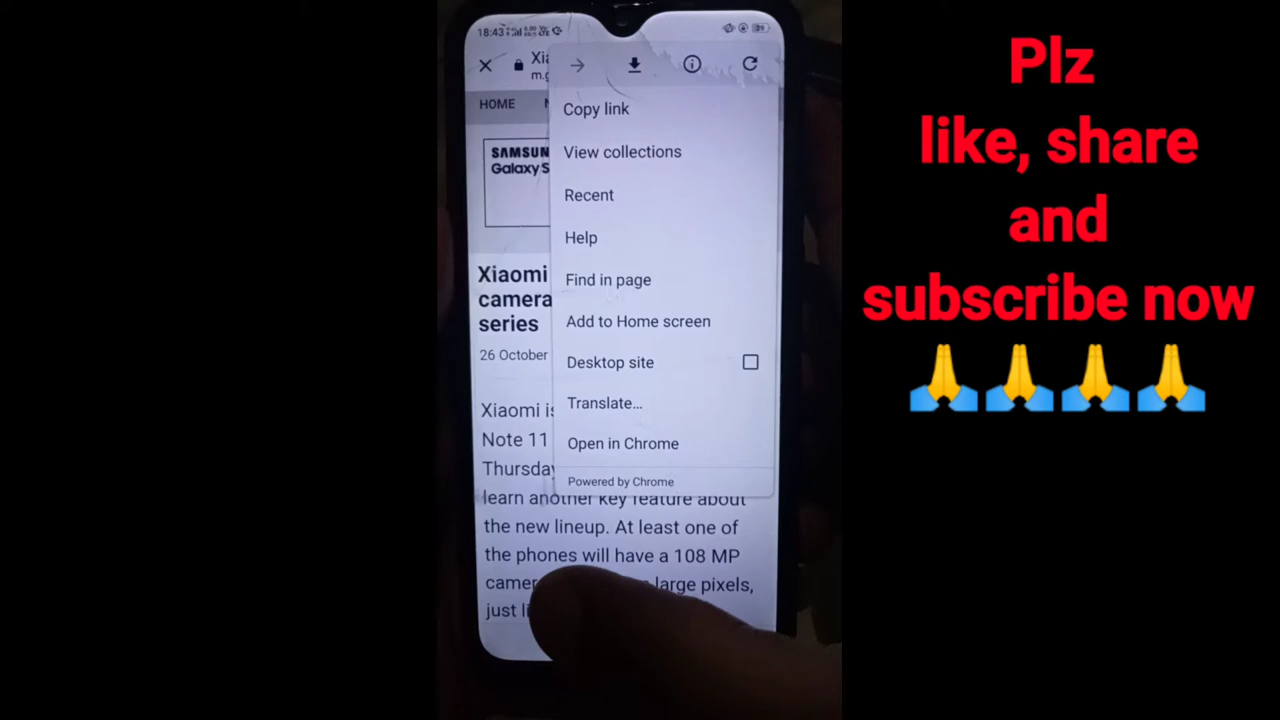 18:43
Xia
m.g
HOME
SAMSUN
Galaxy S
Copy link
View collections
Recent
Help
Find in page
Add to Home screen
Desktop site
Translate...
Open in Chrome
Powered by Chrome
Xiaomi
camera
series
26 October
Xiaomi is
Note 11
Thursday
learn another key feature about
the new lineup. At least one of
the phones will have a 108 MP
camer large pixels,
just li
Plz
like, share
and
subscribe now
🙏🙏🙏🙏